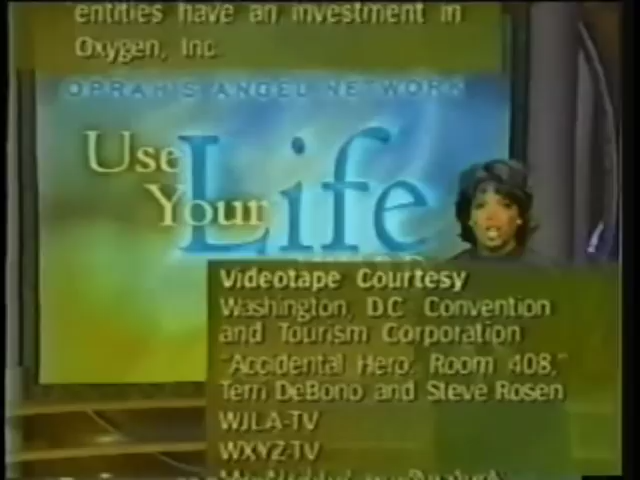 entities have an investment in
Oxygen, Inc.
OPRAH'S ANGEL NETWORK
Use
Your
Life
Videotape Courtesy
Washington, D.C. Convention
and Tourism Corporation
"Accidental Hero, Room 408,"
Terri DeBono and Steve Rosen
WJLA-TV
WXYZ-TV